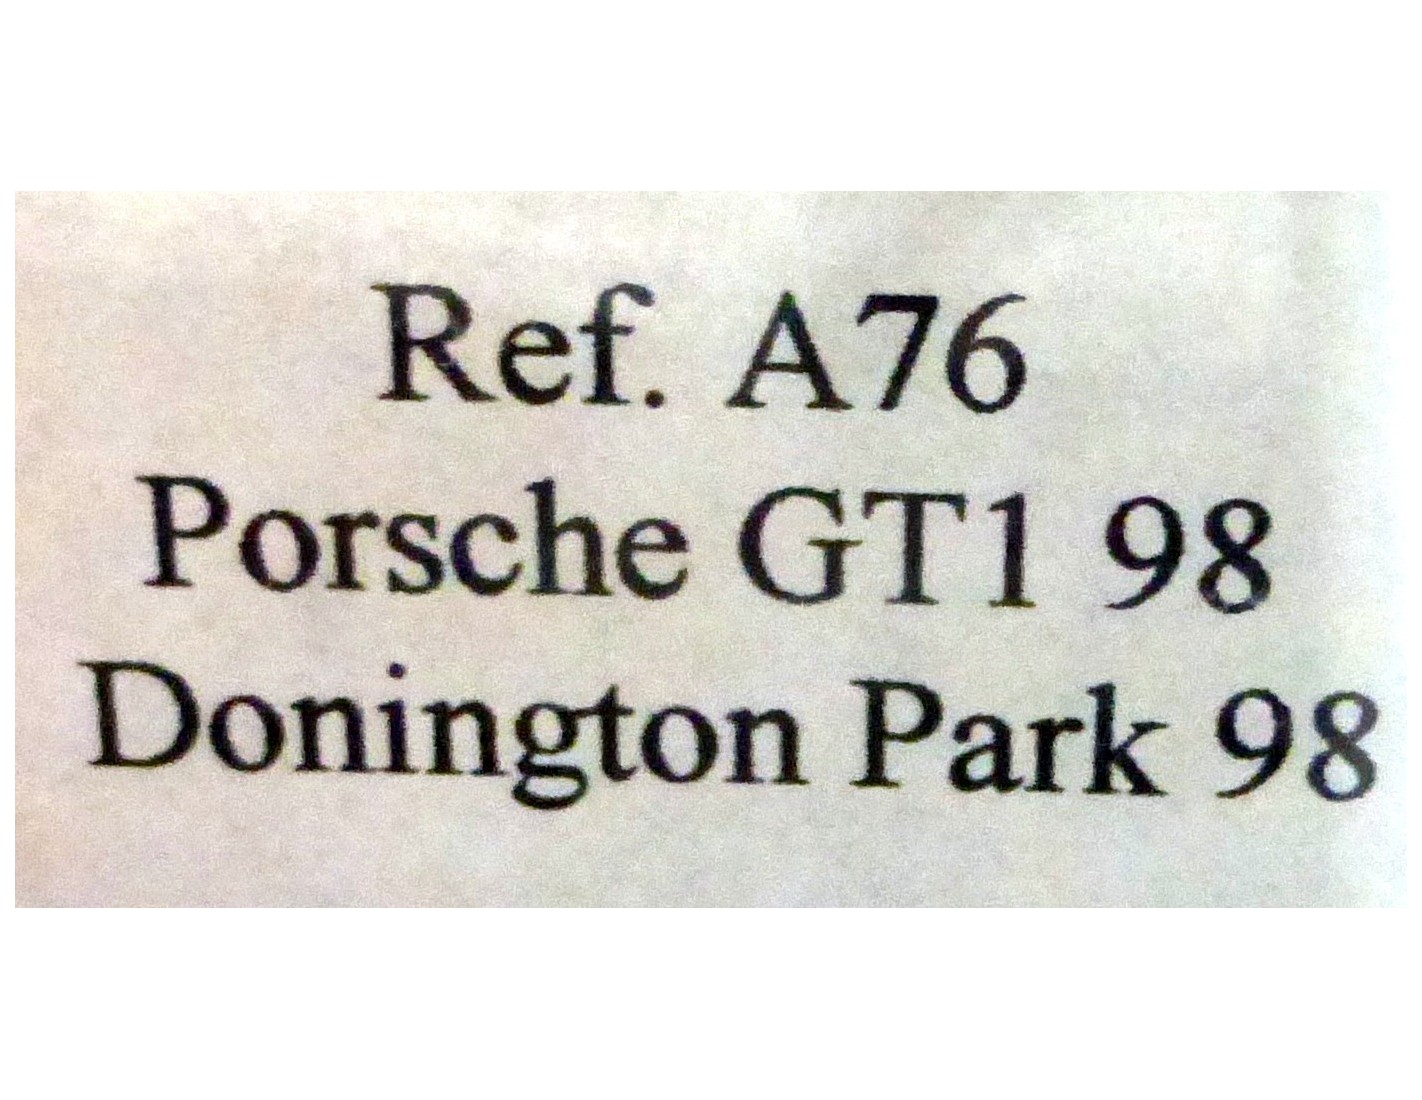 Ref. A76
Porsche GT1 98
Donington Park 98